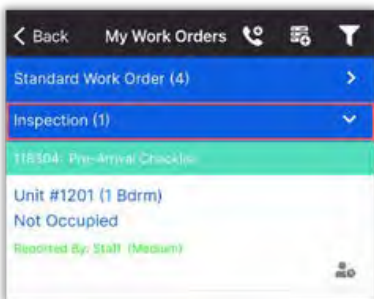 Back My Work Orders
Standard Work Order (4)
Inspection (1)
118304: Pre-Arrival Checklist
Unit #1201 (1 Bdrm)
Not Occupied
Reported By: Staff (Medium)